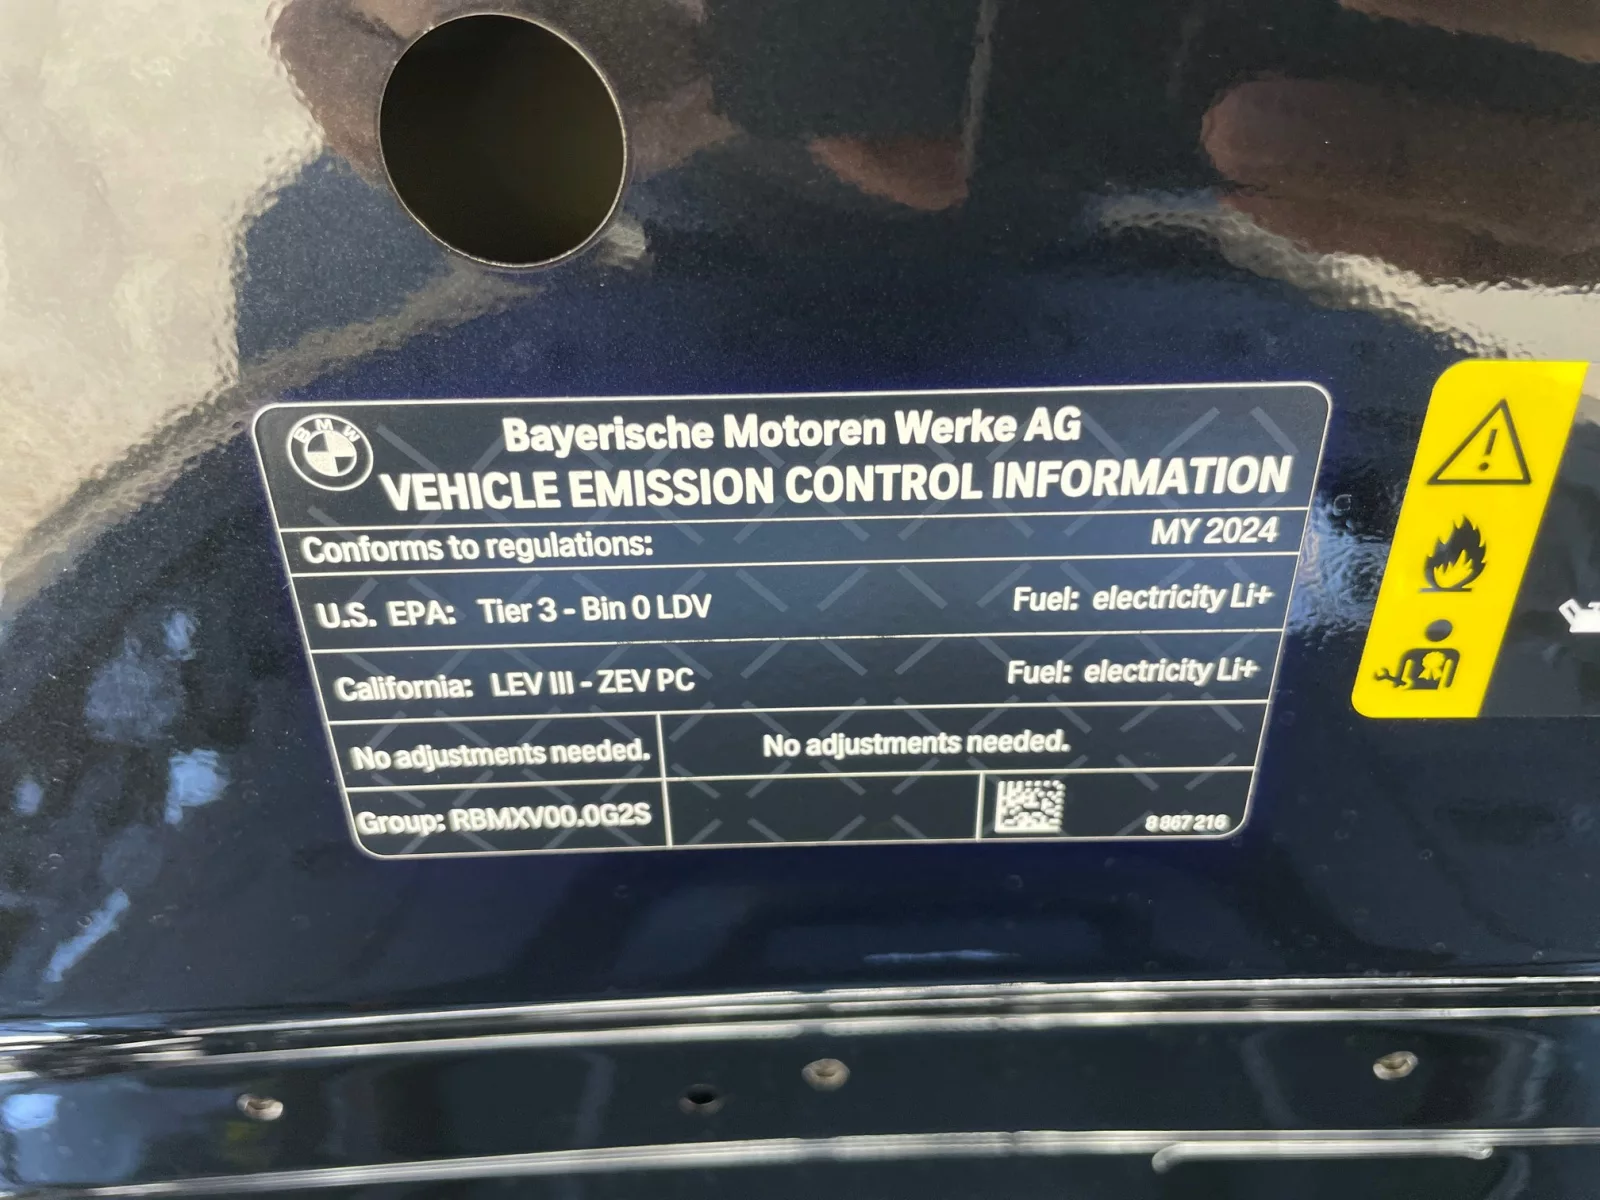 BMW
Bayerische Motoren Werke AG
VEHICLE EMISSION CONTROL INFORMATION
Conforms to regulations:
MY 2024
U.S. EPA: Tier 3 - Bin 0 LDV
Fuel: electricity Li+
California: LEV III - ZEV PC
Fuel: electricity Li+
No adjustments needed.
No adjustments needed.
Group: RBMXV00.0G2S
8 867 216